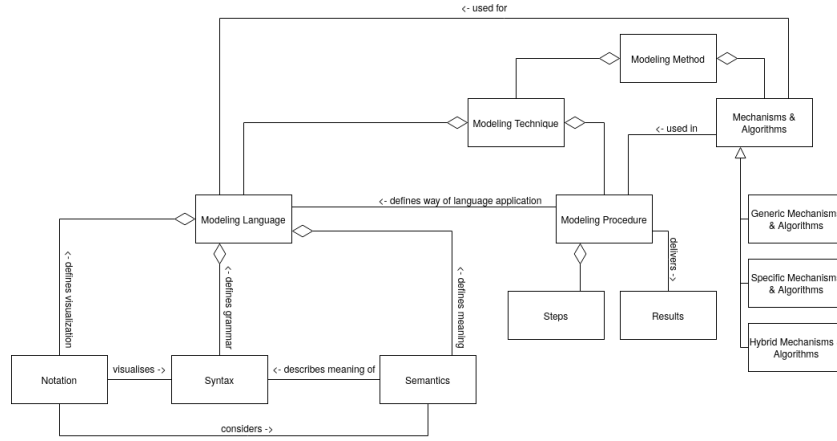 <- used for
Modeling Method
Modeling Technique
Mechanisms &
Algorithms
<- used in
Modeling Language
<- defines way of language application
Modeling Procedure
Generic Mechanism
& Algorithms
<- defines visualization
<- defines grammar
<- defines meaning
delivers ->
Specific Mechanism
& Algorithms
Steps
Results
Hybrid Mechanisms
Algorithms
Notation
visualises ->
Syntax
<- describes meaning of
Semantics
considers ->